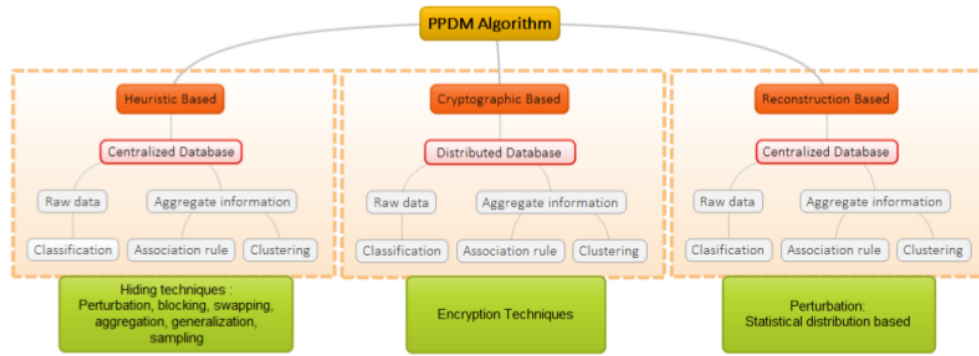 PPDM Algorithm
Heuristic Based
Cryptographic Based
Reconstruction Based
Centralized Database
Distributed Database
Centralized Database
Raw data
Aggregate information
Raw data
Aggregate information
Raw data
Aggregate information
Classification
Association rule
Clustering
Classification
Association rule
Clustering
Clasification
Association rule
Clustering
Hiding techniques :
Perturbation, blocking, swapping,
aggregation, generalization,
sampling
Encryption Techniques
Perturbation:
Statistical distribution based